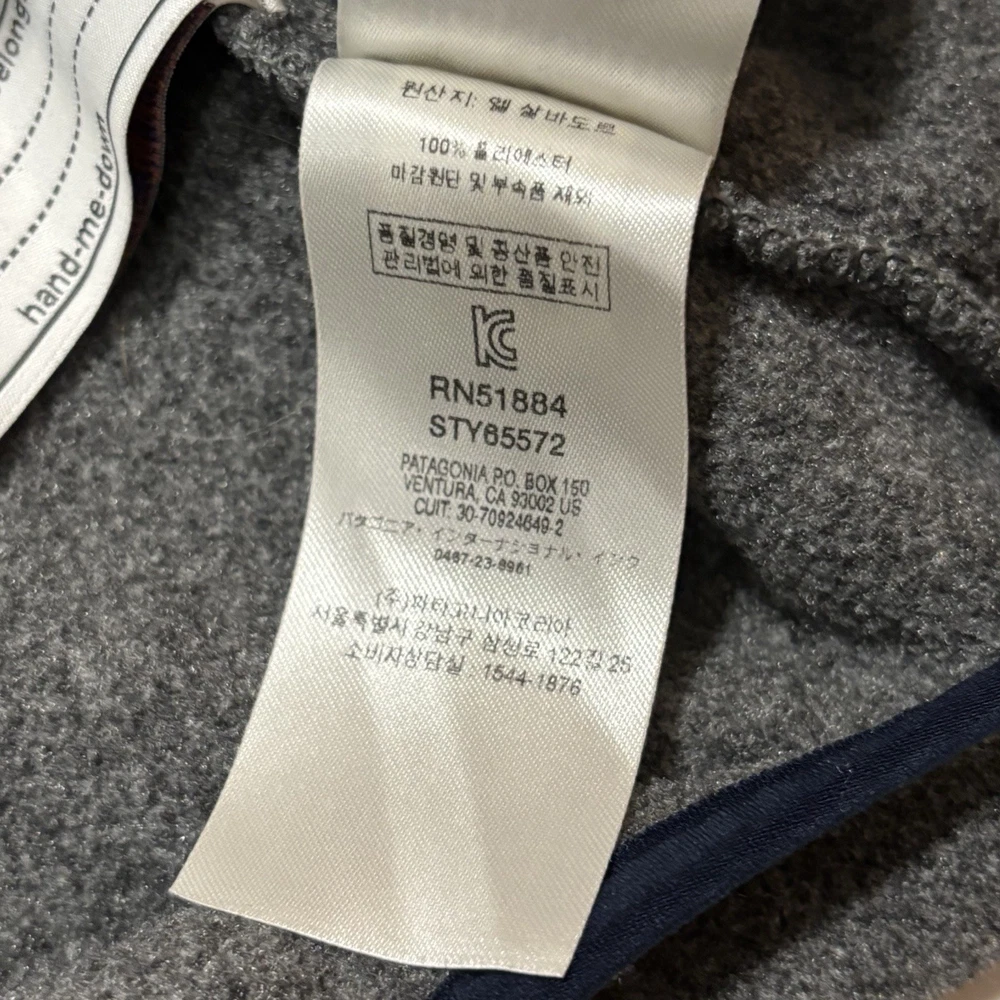 elong
hand-me-down
원산지: 엘 살바도르
100% 폴리에스터
마감원단 및 부속품 제외
품질경영 및 공산품 안전
관리법에 의한 품질표시
RN51884
STY65572
PATAGONIA P.O. BOX 150
VENTURA, CA 93002 US
CUIT: 30-70924649-2
パタゴニア・インターナショナル・インク
0467-23-8961
(주)파타고니아코리아
서울특별시 강남구 삼성로 122길 26
소비자상담실 : 1544-1876